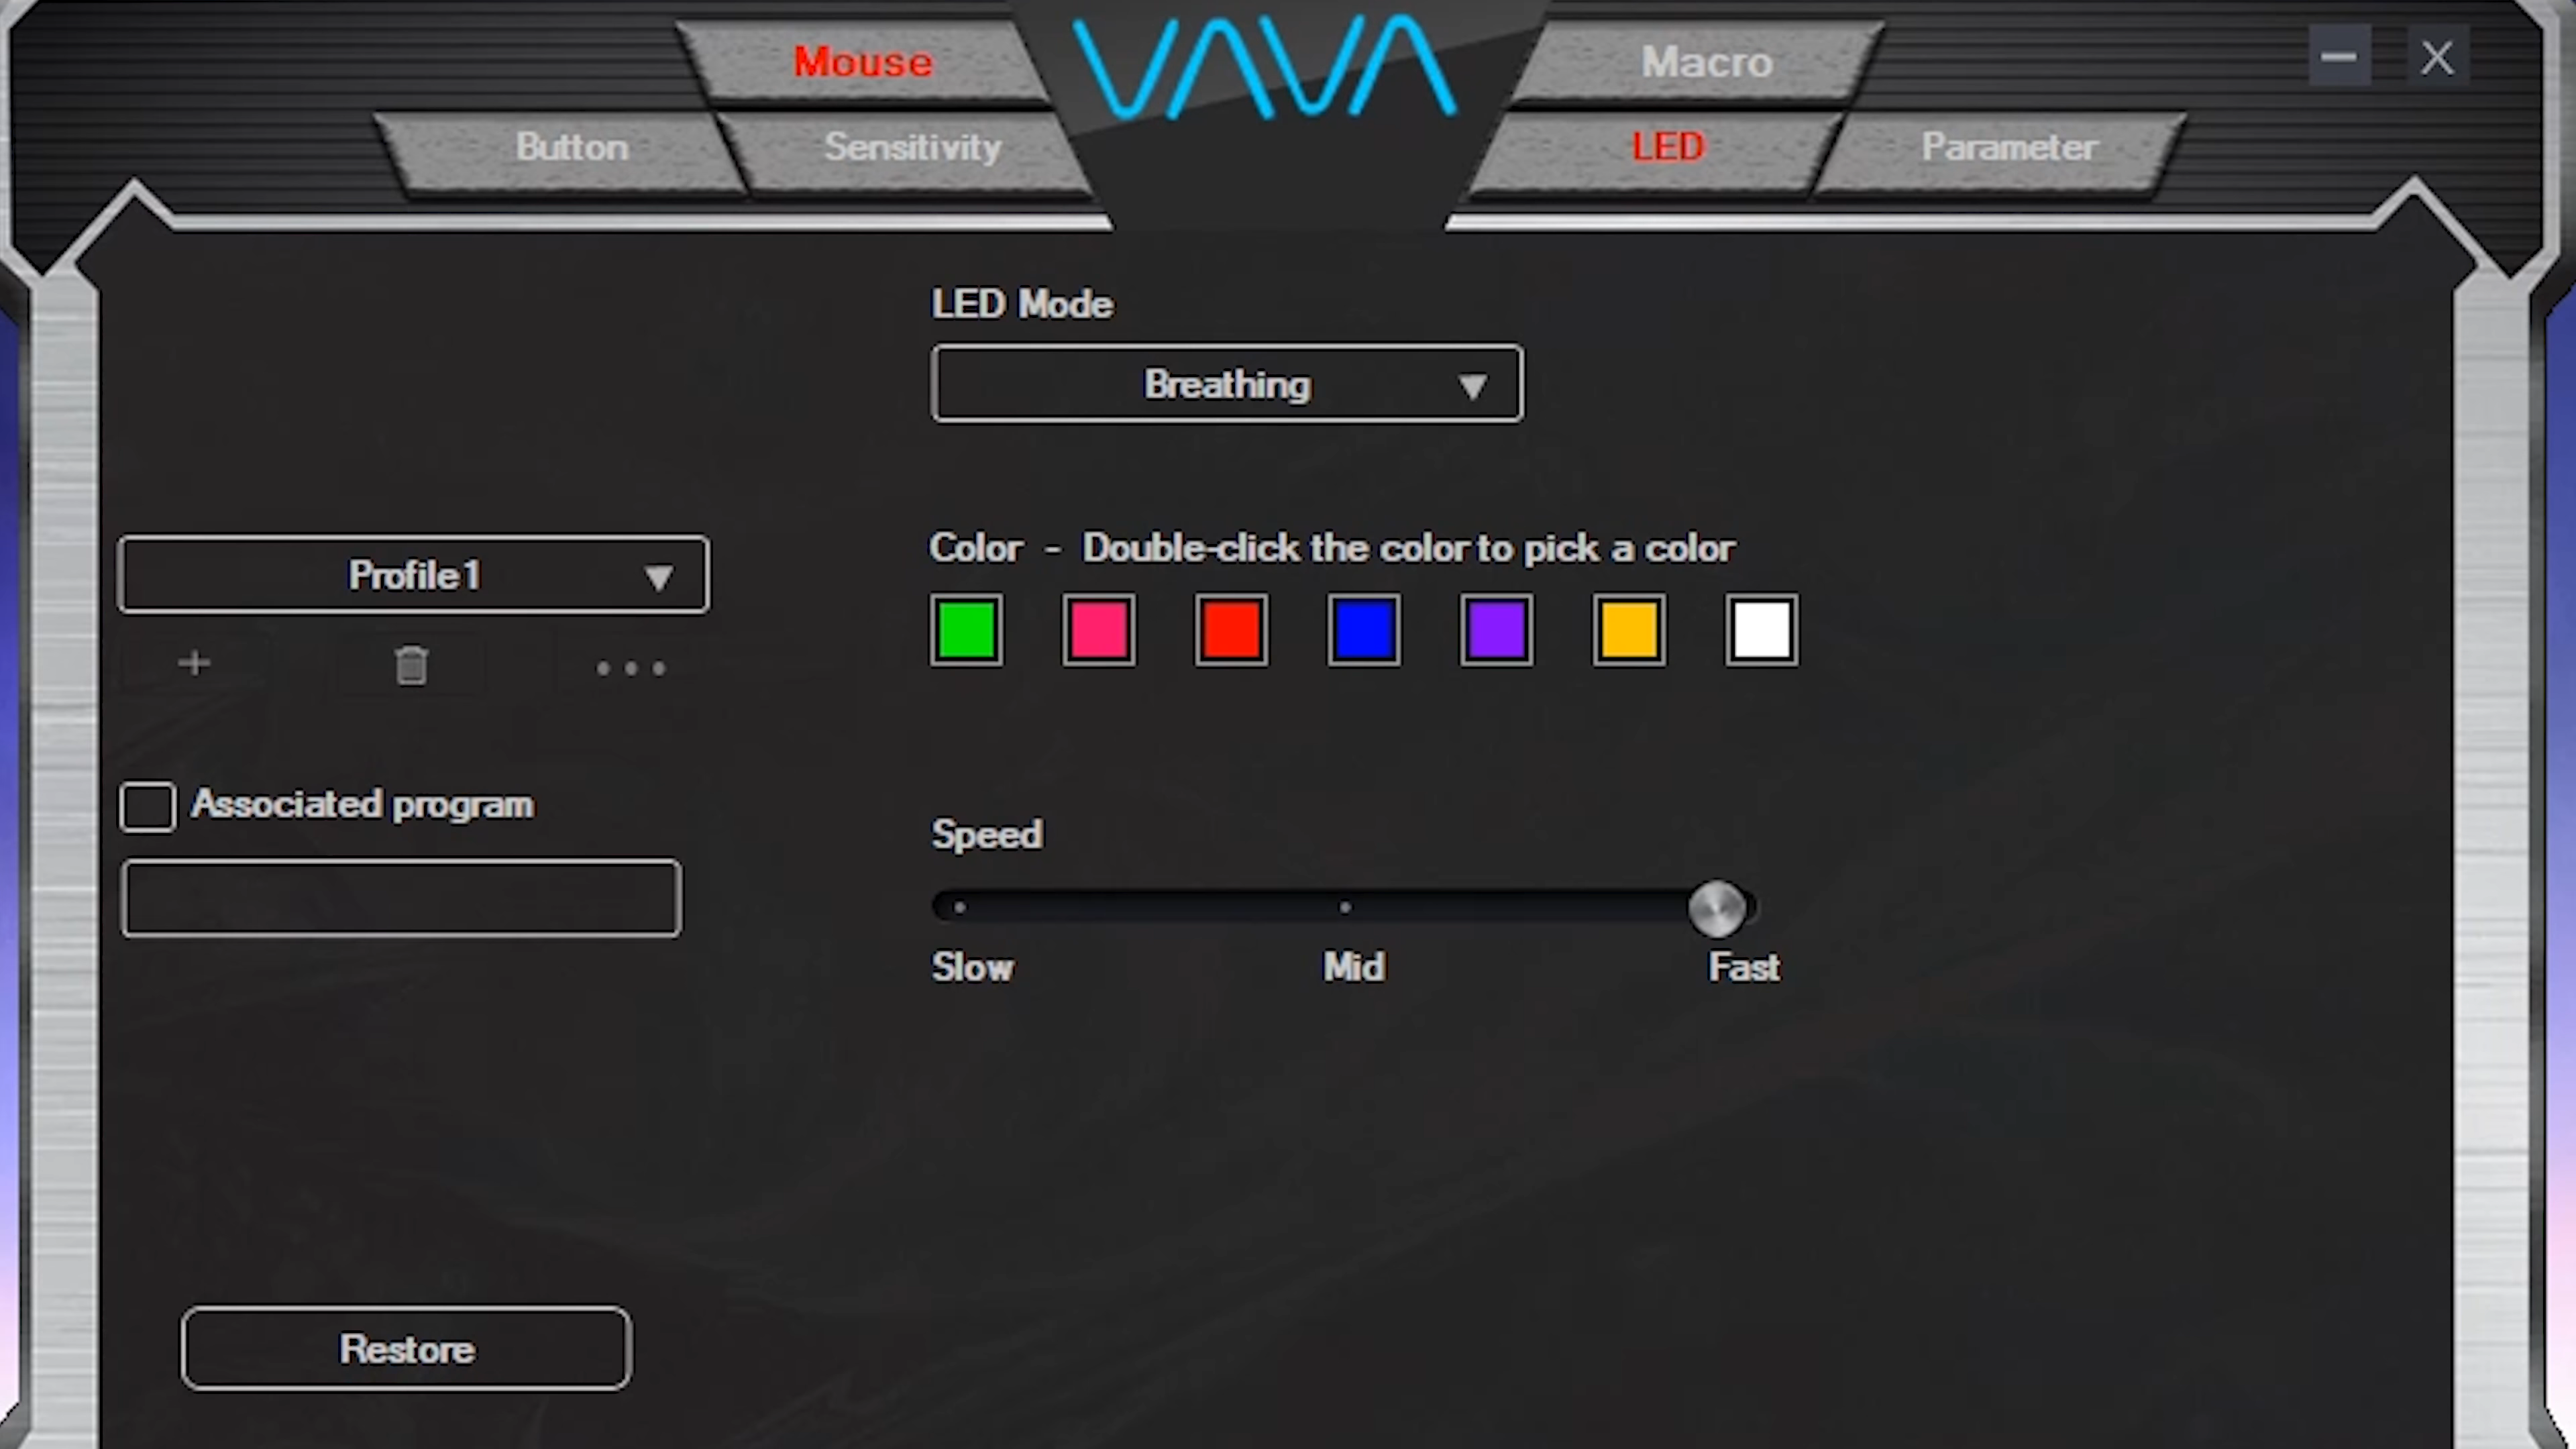 Mouse
VAVA
Macro
Button
Sensitivity
LED
Parameter
LED Mode
Breathing
Profile1
Color - Double-click the color to pick a color
Associated program
Speed
Slow
Mid
Fast
Restore